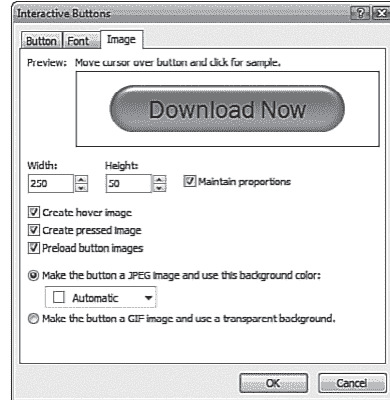 Interactive Buttons
Button Font Image
Preview: Move cursor over button and click for sample.
Download Now
Width: Height:
250 50 Maintain proportions
Create hover image
Create pressed image
Preload button images
Make the button a JPEG image and use this background color:
Automatic
Make the button a GIF image and use a transparent background.
OK Cancel